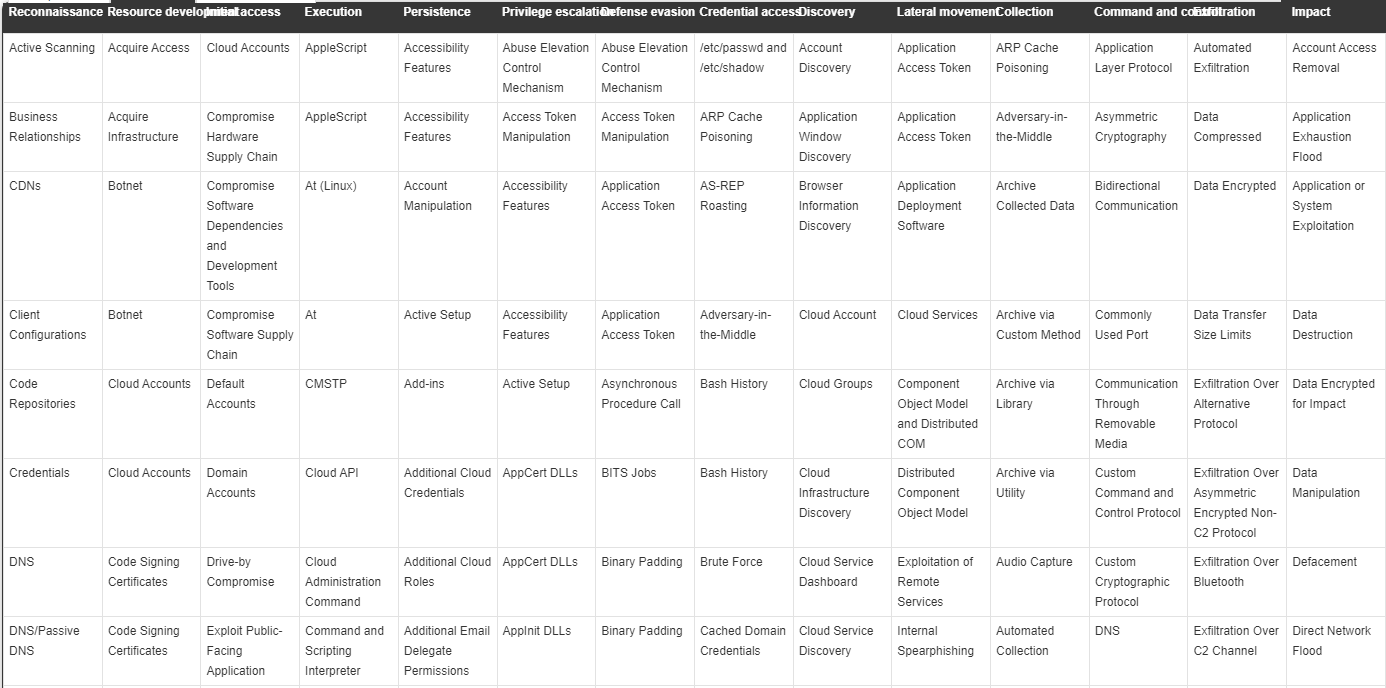 Reconnaissance Resource development Initial access Execution Persistence Privilege escalation Defense evasion Credential access Discovery Lateral movement Collection Command and control Exfiltration Impact
Active Scanning Acquire Access Cloud Accounts AppleScript Accessibility Abuse Elevation Abuse Elevation /etc/passwd and Account Application ARP Cache Application Automated Account Access
Features Control Control /etc/shadow Discovery Access Token Poisoning Layer Protocol Exfiltration Removal
Mechanism Mechanism
Business Acquire Compromise AppleScript Accessibility Access Token Access Token ARP Cache Application Application Adversary-in- Asymmetric Data Application
Relationships Infrastructure Hardware Features Manipulation Manipulation Poisoning Window Access Token the-Middle Cryptography Compressed Exhaustion
Supply Chain Discovery Flood
CDNs Botnet Compromise At (Linux) Account Accessibility Application AS-REP Browser Application Archive Bidirectional Data Encrypted Application or
Software Manipulation Features Access Token Roasting Information Deployment Collected Data Communication System
Dependencies Discovery Software Exploitation
and
Development
Tools
Client Botnet Compromise At Active Setup Accessibility Application Adversary-in- Cloud Account Cloud Services Archive via Commonly Data Transfer Data
Configurations Software Supply Features Access Token the-Middle Custom Method Used Port Size Limits Destruction
Chain
Code Cloud Accounts Default CMSTP Add-ins Active Setup Asynchronous Bash History Cloud Groups Component Archive via Communication Exfiltration Over Data Encrypted
Repositories Accounts Procedure Call Object Model Library Through Alternative for Impact
and Distributed Removable Protocol
COM Media
Credentials Cloud Accounts Domain Cloud API Additional Cloud AppCert DLLs BITS Jobs Bash History Cloud Distributed Archive via Custom Exfiltration Over Data
Accounts Credentials Infrastructure Component Utility Command and Asymmetric Manipulation
Discovery Object Model Control Protocol Encrypted Non-
C2 Protocol
DNS Code Signing Drive-by Cloud Additional Cloud AppCert DLLs Binary Padding Brute Force Cloud Service Exploitation of Audio Capture Custom Exfiltration Over Defacement
Certificates Compromise Administration Roles Dashboard Remote Cryptographic Bluetooth
Command Services Protocol
DNS/Passive Code Signing Exploit Public- Command and Additional Email AppInit DLLs Binary Padding Cached Domain Cloud Service Internal Automated DNS Exfiltration Over Direct Network
DNS Certificates Facing Scripting Delegate Credentials Discovery Spearphishing Collection C2 Channel Flood
Application Interpreter Permissions